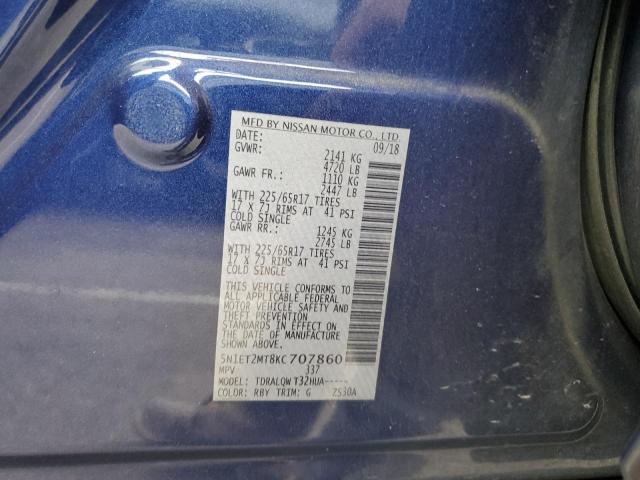 MFD BY NISSAN MOTOR CO., LTD.
DATE: 09/18
GVWR: 2141 KG
4720 LB
GAWR FR.: 1110 KG
2447 LB
WITH 225/65R17 TIRES
17 X 7J RIMS AT 41 PSI
COLD SINGLE
GAWR RR.: 1245 KG
2745 LB
WITH 225/65R17 TIRES
17 X 7J RIMS AT 41 PSI
COLD SINGLE
THIS VEHICLE CONFORMS TO
ALL APPLICABLE FEDERAL
MOTOR VEHICLE SAFETY AND
THEFT PREVENTION
STANDARDS IN EFFECT ON
THE DATE OF MANUFACTURE
SHOWN ABOVE.
5N1ET2MT8KC707860
MPV 337
MODEL: TDRALQW T32HUA-----
COLOR: RBY TRIM: G ZS30A